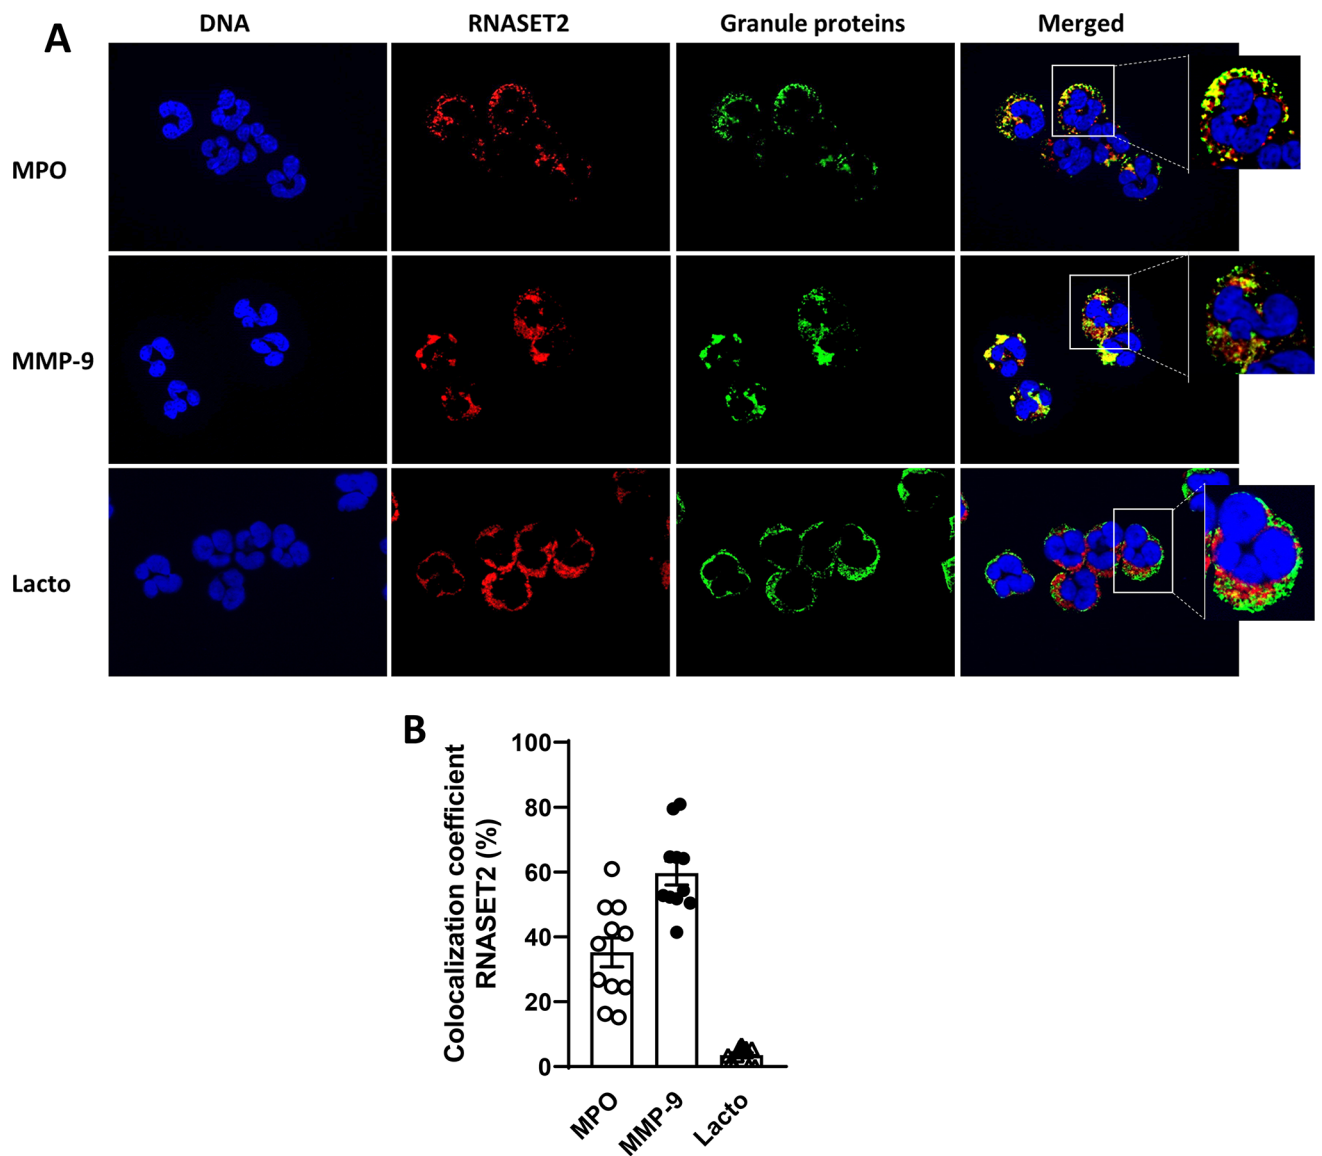 A
DNA
RNASET2
Granule proteins
Merged
MPO
MMP-9
Lacto
B
Colocalization coefficient
RNASET2 (%)
100
80
60
40
20
0
MPO
MMP-9
Lacto